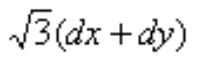 √3(dx + dy)